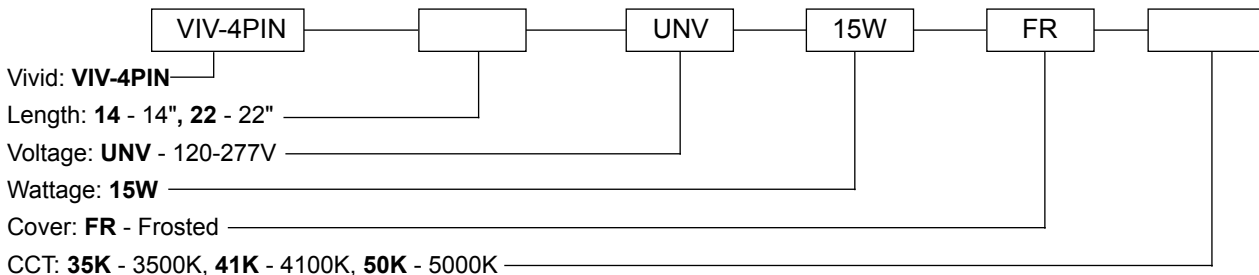 VIV-4PIN UNV 15W FR
Vivid: VIV-4PIN
Length: 14 - 14", 22 - 22"
Voltage: UNV - 120-277V
Wattage: 15W
Cover: FR - Frosted
CCT: 35K - 3500K, 41K - 4100K, 50K - 5000K